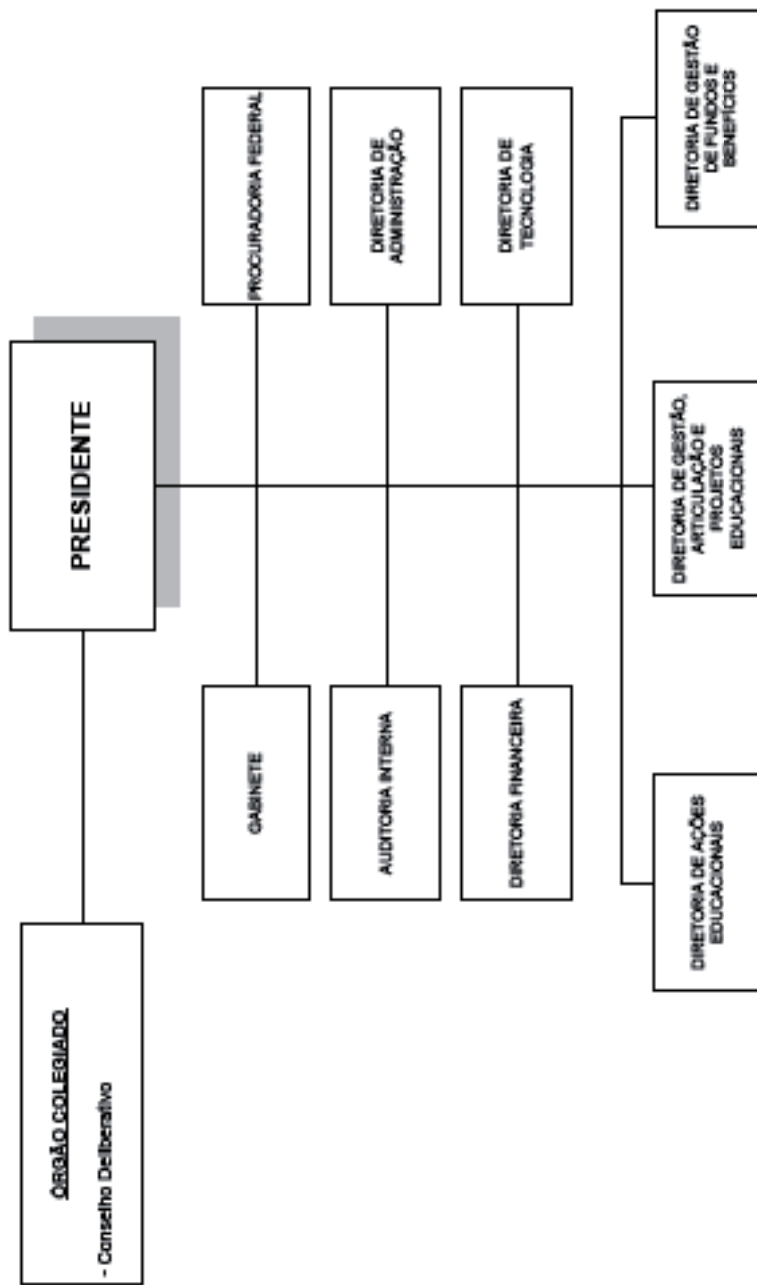 ÓRGÃO COLEGIADO
- Conselho Deliberativo
PRESIDENTE
GABINETE
PROCURADORIA FEDERAL
AUDITORIA INTERNA
DIRETORIA DE
ADMINISTRAÇÃO
DIRETORIA FINANCEIRA
DIRETORIA DE
TECNOLOGIA
DIRETORIA DE AÇÕES
EDUCACIONAIS
DIRETORIA DE GESTÃO,
ARTICULAÇÃO E
PROJETOS
EDUCACIONAIS
DIRETORIA DE GESTÃO
DE FUNDOS E
BENEFÍCIOS